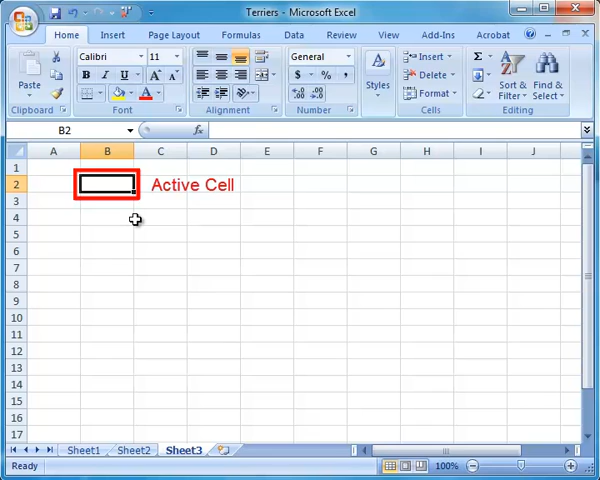 Terriers - Microsoft Excel
Home Insert Page Layout Formulas Data Review View Add-Ins Acrobat
Calibri 11 General Insert
B I U A A $ % , Delete
Paste Styles Format Sort & Filter Find & Select
Clipboard Font Alignment Number Cells Editing
B2 fx
A B C D E F G H I J
1
2 Active Cell
3
4
5
6
7
8
9
10
11
12
13
14
15
16
17
Sheet1 Sheet2 Sheet3
Ready 100%